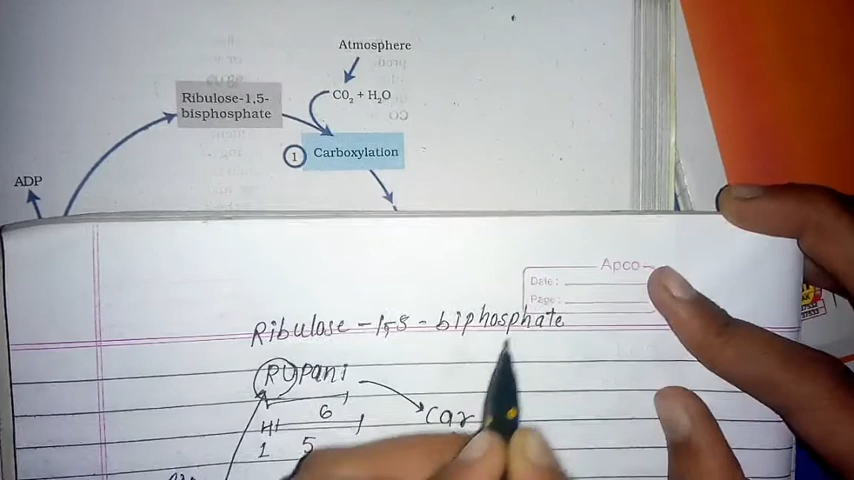 Atmosphere
CO₂ + H₂O
Ribulose-1,5-
bisphosphate
1 Carboxylation
ADP
Apco
Date:
Page:
Ribulose -1,5 - biphosphate
RUPani
6
Car
1 5